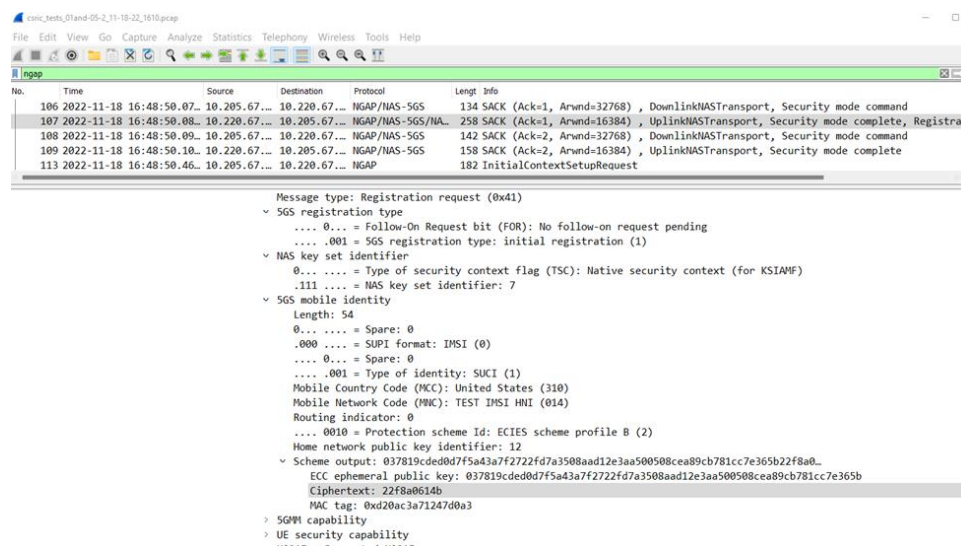 csric_tests_01and-05-2_11-18-22_1610.pcap
File Edit View Go Capture Analyze Statistics Telephony Wireless Tools Help
ngap
No. Time Source Destination Protocol Lengt Info
106 2022-11-18 16:48:50.07… 10.205.67.… 10.220.67.… NGAP/NAS-5GS 134 SACK (Ack=1, Arwnd=32768) , DownlinkNASTransport, Security mode command
107 2022-11-18 16:48:50.08… 10.220.67.… 10.205.67.… NGAP/NAS-5GS/NA… 258 SACK (Ack=1, Arwnd=16384) , UplinkNASTransport, Security mode complete, Registra
108 2022-11-18 16:48:50.09… 10.205.67.… 10.220.67.… NGAP/NAS-5GS 142 SACK (Ack=2, Arwnd=32768) , DownlinkNASTransport, Security mode command
109 2022-11-18 16:48:50.10… 10.220.67.… 10.205.67.… NGAP/NAS-5GS 158 SACK (Ack=2, Arwnd=16384) , UplinkNASTransport, Security mode complete
113 2022-11-18 16:48:50.46… 10.205.67.… 10.220.67.… NGAP 182 InitialContextSetupRequest
Message type: Registration request (0x41)
5GS registration type
.... 0... = Follow-On Request bit (FOR): No follow-on request pending
.... .001 = 5GS registration type: initial registration (1)
NAS key set identifier
0... .... = Type of security context flag (TSC): Native security context (for KSIAMF)
.111 .... = NAS key set identifier: 7
5GS mobile identity
Length: 54
0... .... = Spare: 0
.000 .... = SUPI format: IMSI (0)
.... 0... = Spare: 0
.... .001 = Type of identity: SUCI (1)
Mobile Country Code (MCC): United States (310)
Mobile Network Code (MNC): TEST IMSI HNI (014)
Routing indicator: 0
.... 0010 = Protection scheme Id: ECIES scheme profile B (2)
Home network public key identifier: 12
Scheme output: 037819cded0d7f5a43a7f2722fd7a3508aad12e3aa500508cea89cb781cc7e365b22f8a0…
ECC ephemeral public key: 037819cded0d7f5a43a7f2722fd7a3508aad12e3aa500508cea89cb781cc7e365b
Ciphertext: 22f8a0614b
MAC tag: 0xd20ac3a71247d0a3
5GMM capability
UE security capability